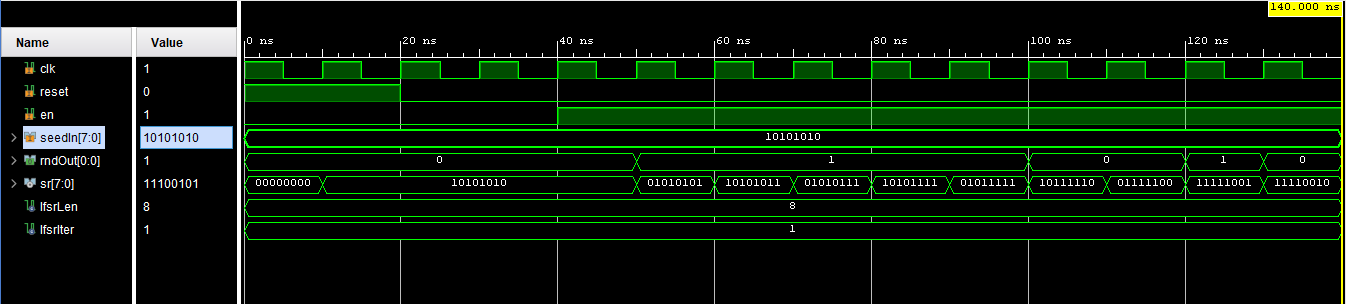 140.000 ns
Name Value
0 ns 20 ns 40 ns 60 ns 80 ns 100 ns 120 ns
clk 1
reset 0
en 1
seedIn[7:0] 10101010 10101010
rndOut[0:0] 1 0 1 0 1 0
sr[7:0] 11100101 00000000 10101010 01010101 10101011 01010111 10101111 01011111 10111110 01111100 11111001 11110010
lfsrLen 8 8
lfsrIter 1 1